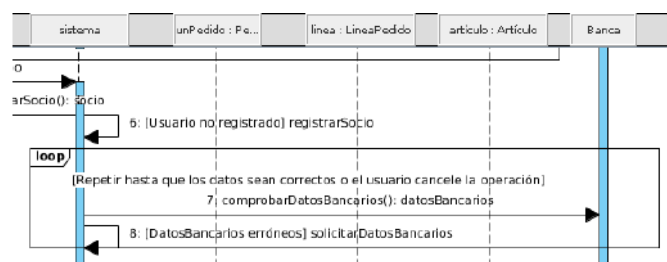 sistema
unPedido : Pe...
linea : LineaPedido
articulo : Artículo
Banca
arSocio(): socio
6: [Usuario no registrado] registrarSocio
loop
[Repetir hasta que los datos sean correctos o el usuario cancele la operación]
7: comprobarDatosBancarios(): datosBancarios
8: [DatosBancarios erróneos] solicitarDatosBancarios